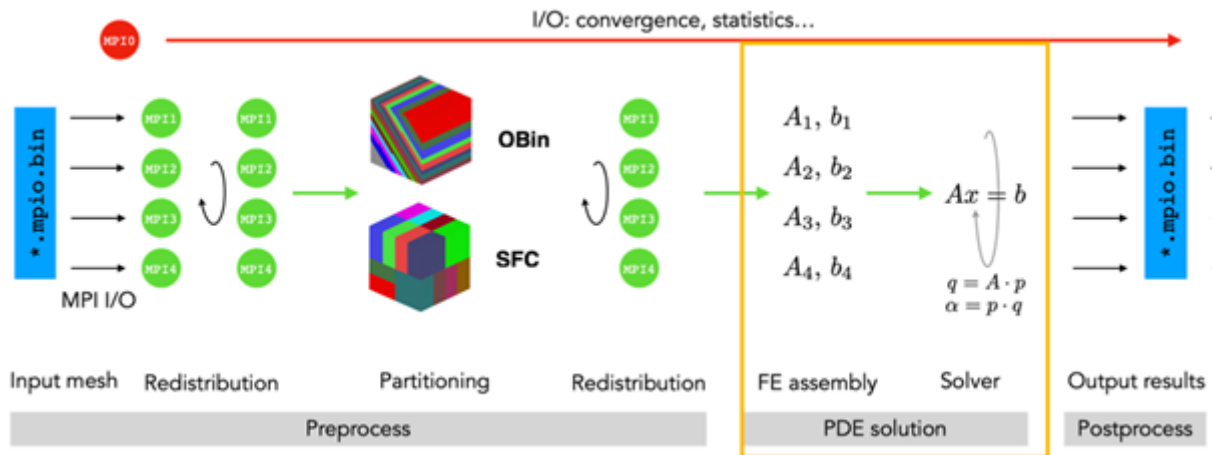 I/O: convergence, statistics...
MPI0
*.mpio.bin
MPI I/O
MPI1
MPI2
MPI3
MPI4
MPI1
MPI2
MPI3
MPI4
OBin
SFC
MPI1
MPI2
MPI3
MPI4
A₁, b₁
A₂, b₂
A₃, b₃
A₄, b₄
Ax = b
q = A · p
α = p · q
*.mpio.bin
Input mesh
Redistribution
Partitioning
Redistribution
FE assembly
Solver
Output results
Preprocess
PDE solution
Postprocess